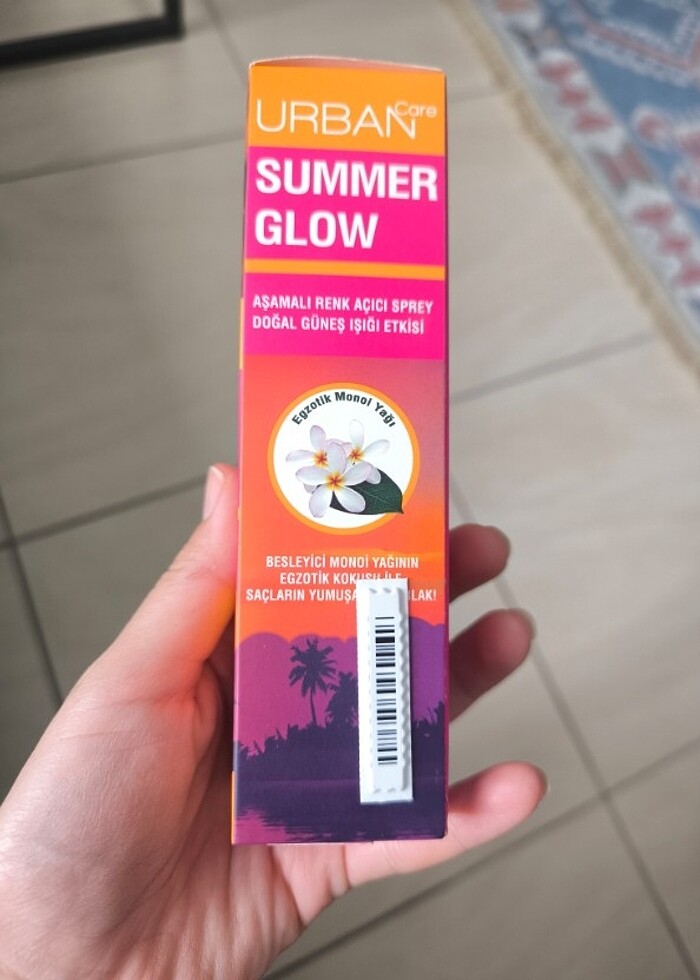 URBAN Care
SUMMER
GLOW
AŞAMALI RENK AÇICI SPREY
DOĞAL GÜNEŞ IŞIĞI ETKİSİ
Egzotik Monoi Yağı
BESLEYİCİ MONOİ YAĞININ
EGZOTİK KOKUSU İLE
SAÇLARIN